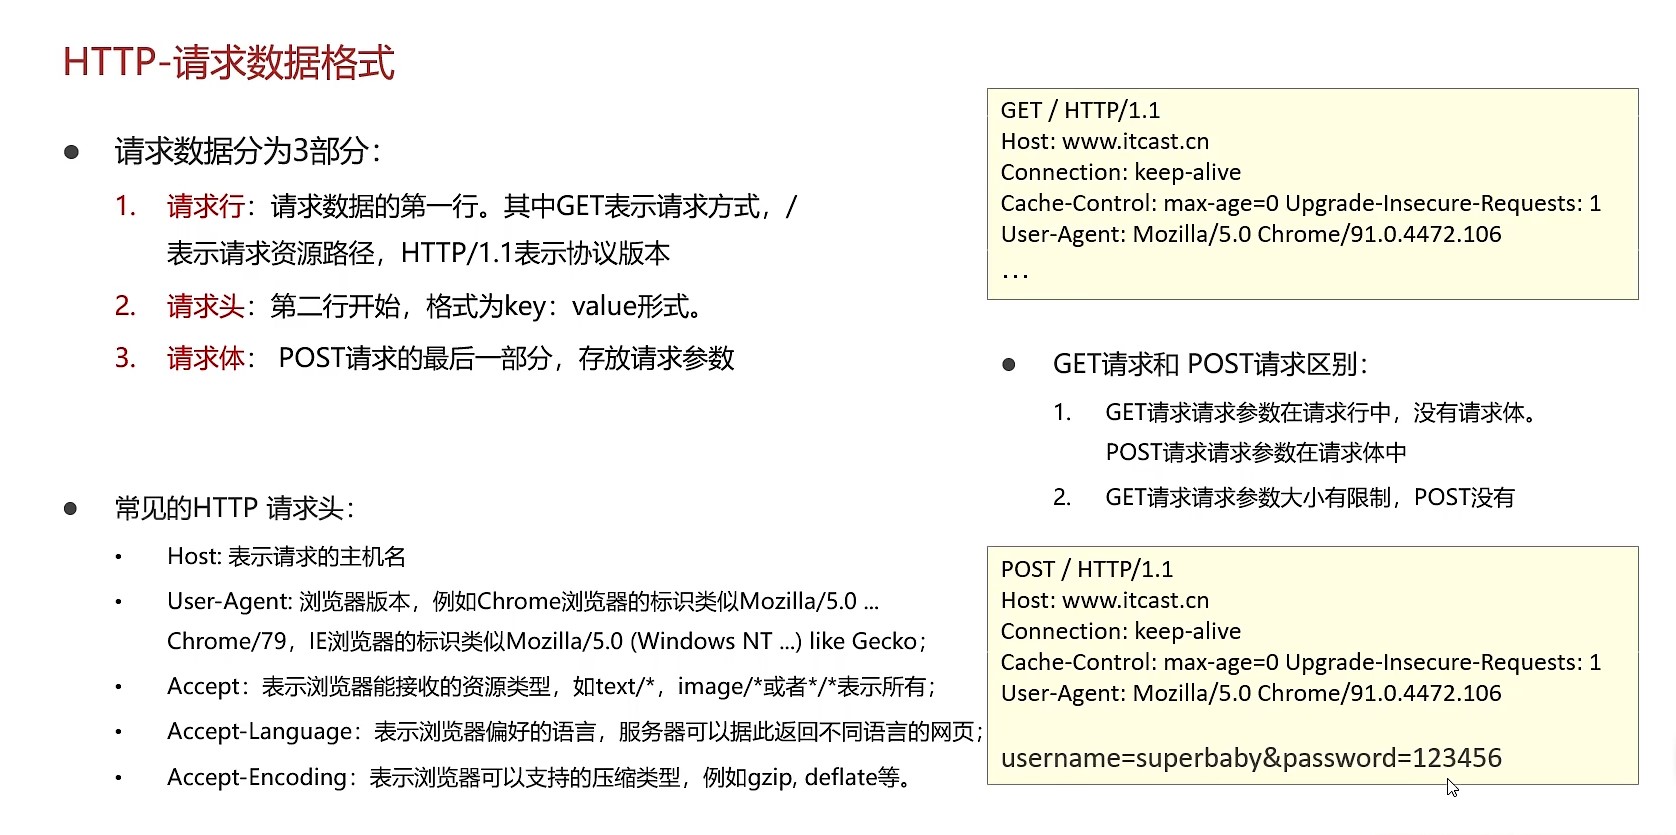 HTTP-请求数据格式
请求数据分为3部分：
1. 请求行：请求数据的第一行。其中GET表示请求方式，/
表示请求资源路径，HTTP/1.1表示协议版本
2. 请求头：第二行开始，格式为key：value形式。
3. 请求体： POST请求的最后一部分，存放请求参数
常见的HTTP 请求头：
Host: 表示请求的主机名
User-Agent: 浏览器版本，例如Chrome浏览器的标识类似Mozilla/5.0 ...
Chrome/79，IE浏览器的标识类似Mozilla/5.0 (Windows NT ...) like Gecko；
Accept：表示浏览器能接收的资源类型，如text/*，image/*或者*/*表示所有；
Accept-Language：表示浏览器偏好的语言，服务器可以据此返回不同语言的网页；
Accept-Encoding：表示浏览器可以支持的压缩类型，例如gzip, deflate等。
GET / HTTP/1.1
Host: www.itcast.cn
Connection: keep-alive
Cache-Control: max-age=0 Upgrade-Insecure-Requests: 1
User-Agent: Mozilla/5.0 Chrome/91.0.4472.106
…
GET请求和 POST请求区别：
1. GET请求请求参数在请求行中，没有请求体。
POST请求请求参数在请求体中
2. GET请求请求参数大小有限制，POST没有
POST / HTTP/1.1
Host: www.itcast.cn
Connection: keep-alive
Cache-Control: max-age=0 Upgrade-Insecure-Requests: 1
User-Agent: Mozilla/5.0 Chrome/91.0.4472.106
username=superbaby&password=123456